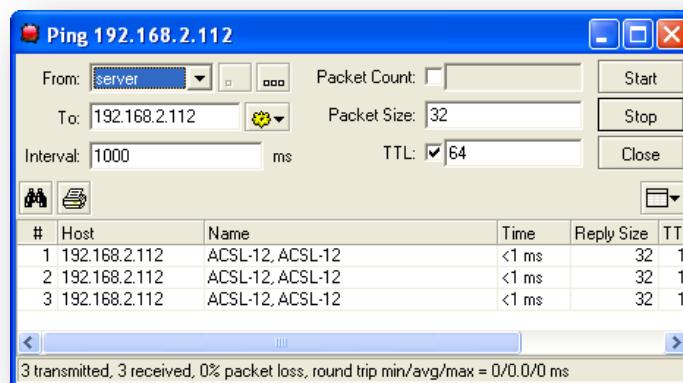 Ping 192.168.2.112
From: server Packet Count: Start
To: 192.168.2.112 Packet Size: 32 Stop
Interval: 1000 ms TTL: 64 Close
# Host Name Time Reply Size TT
1 192.168.2.112 ACSL-12, ACSL-12 <1 ms 32 1
2 192.168.2.112 ACSL-12, ACSL-12 <1 ms 32 1
3 192.168.2.112 ACSL-12, ACSL-12 <1 ms 32 1
3 transmitted, 3 received, 0% packet loss, round trip min/avg/max = 0/0.0/0 ms